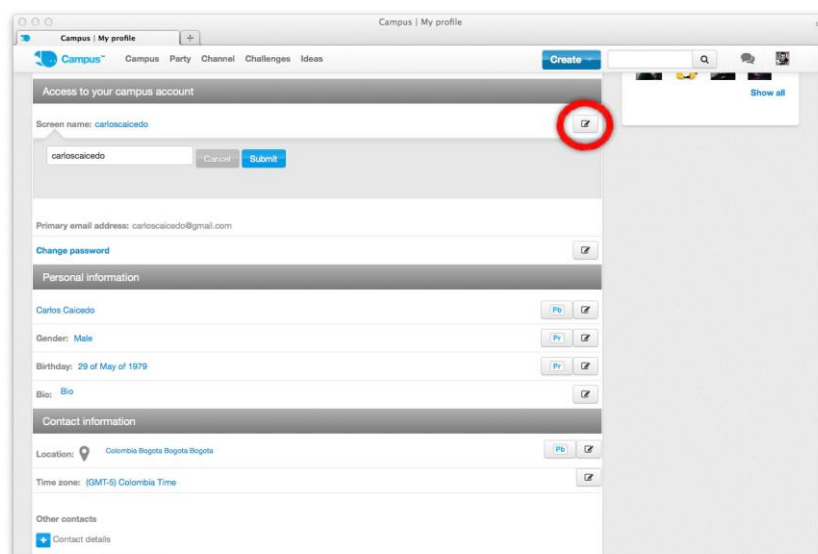 Campus | My profile
Campus | My profile
Campus™ Campus Party Channel Challenges Ideas Create
Access to your campus account
Show all
Screen name: carloscaicedo
carloscaicedo Cancel Submit
Primary email address: carloscaicedo@gmail.com
Change password
Personal information
Carlos Caicedo Pb
Gender: Male Pr
Birthday: 29 of May of 1979 Pr
Bio: Bio
Contact information
Location: Colombia Bogota Bogota Bogota Pb
Time zone: (GMT-5) Colombia Time
Other contacts
+ Contact details